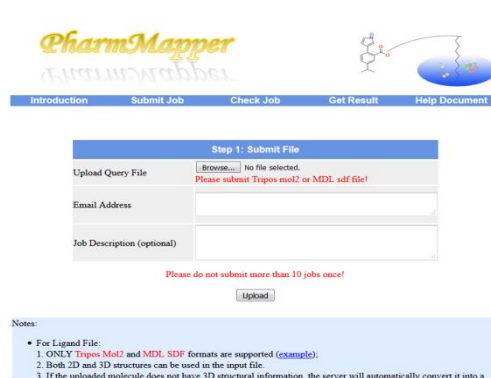 PharmMapper
Introduction Submit Job Check Job Get Result Help Document
Step 1: Submit File
Upload Query File Browse... No file selected.
Please submit Tripos mol2 or MDL sdf file!
Email Address
Job Description (optional)
Please do not submit more than 10 jobs once!
Upload
Notes:
• For Ligand File:
1. ONLY Tripos Mol2 and MDL SDF formats are supported (example);
2. Both 2D and 3D structures can be used in the input file.
3. If the uploaded molecule does not have 3D structural information, the server will automatically convert it into a